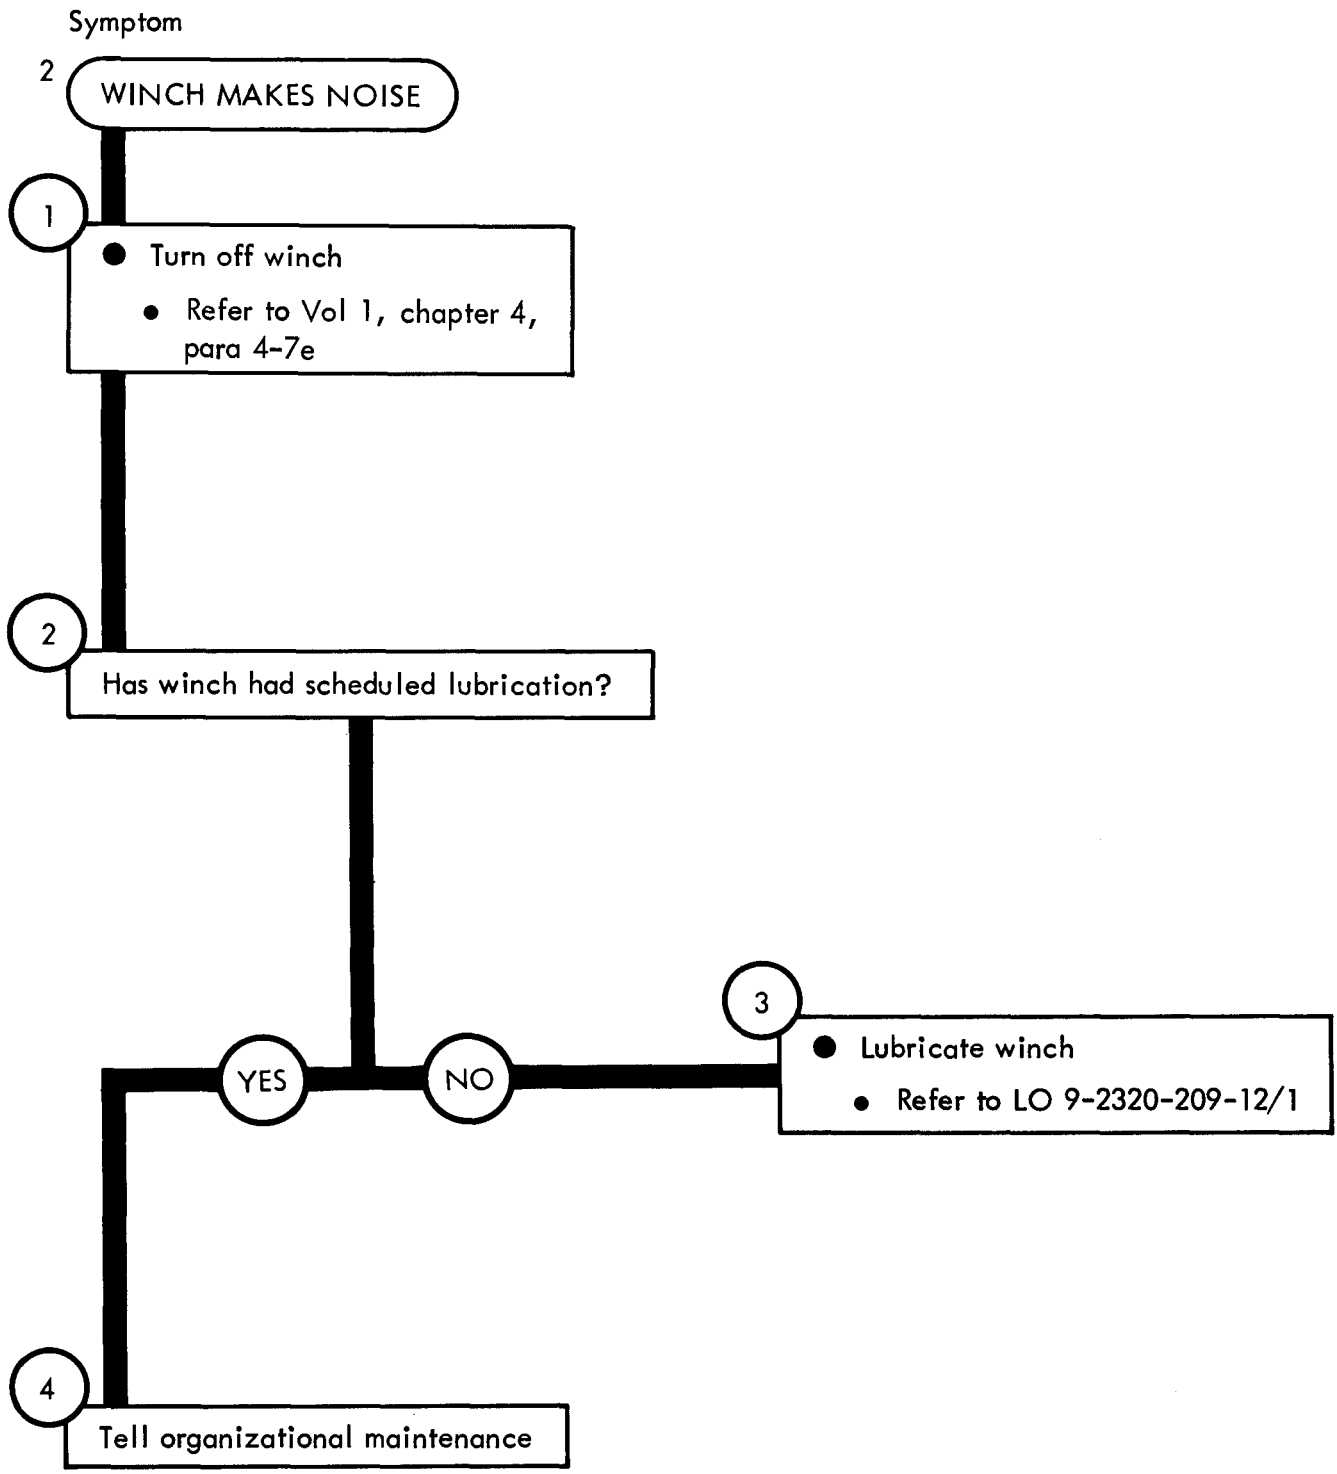 Symptom
2
WINCH MAKES NOISE
1
Turn off winch
Refer to Vol 1, chapter 4,
para 4-7e
2
Has winch had scheduled lubrication?
YES
NO
3
Lubricate winch
Refer to LO 9-2320-209-12/1
4
Tell organizational maintenance